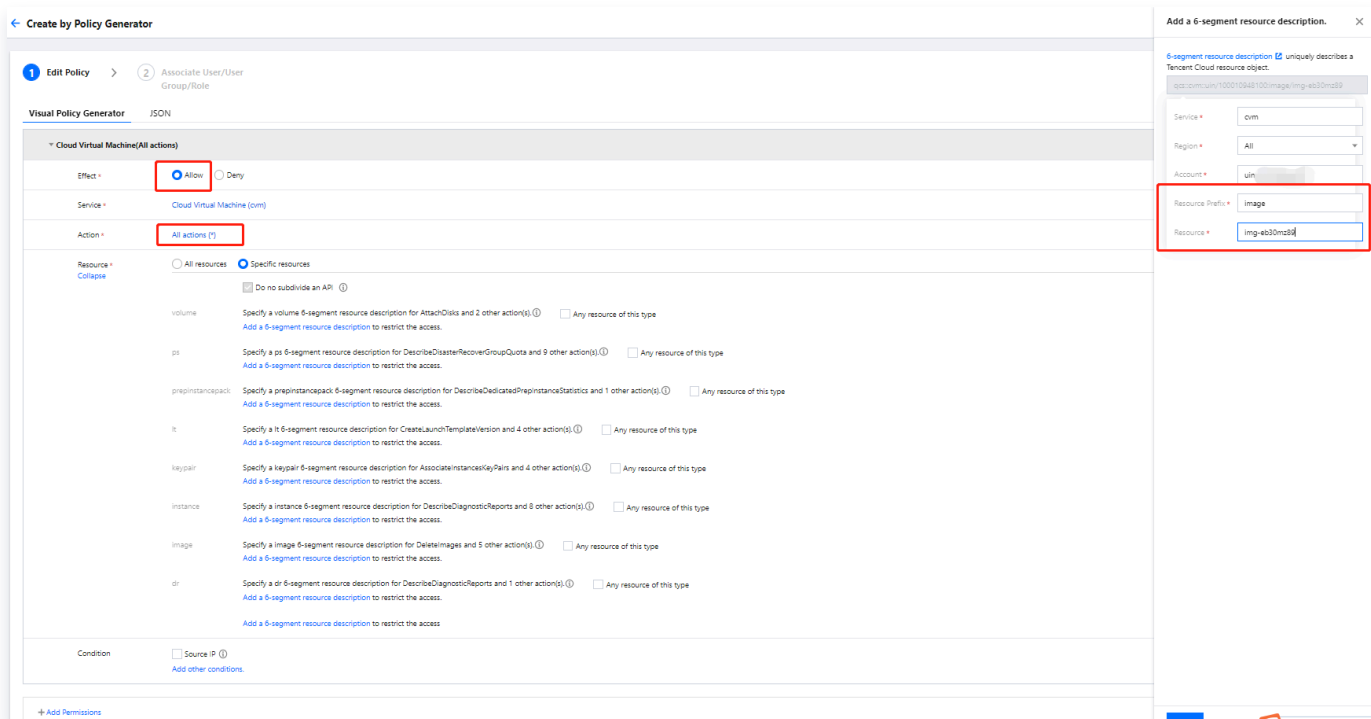 Create by Policy Generator
1 Edit Policy > 2 Associate User/User
Group/Role
Visual Policy Generator JSON
Cloud Virtual Machine(All actions)
Effect * Allow Deny
Service * Cloud Virtual Machine (cvm)
Action * All actions (*)
Resource * All resources Specific resources
Collapse
Do no subdivide an API
volume Specify a volume 6-segment resource description for AttachDisks and 2 other action(s). Any resource of this type
Add a 6-segment resource description to restrict the access.
ps Specify a ps 6-segment resource description for DescribeDisasterRecoverGroupQuota and 9 other action(s). Any resource of this type
Add a 6-segment resource description to restrict the access.
prepinstancepack Specify a prepinstancepack 6-segment resource description for DescribeDedicatedPrepInstanceStatistics and 1 other action(s). Any resource of this type
Add a 6-segment resource description to restrict the access.
lt Specify a lt 6-segment resource description for CreateLaunchTemplateVersion and 4 other action(s). Any resource of this type
Add a 6-segment resource description to restrict the access.
keypair Specify a keypair 6-segment resource description for AssociateInstancesKeyPairs and 4 other action(s). Any resource of this type
Add a 6-segment resource description to restrict the access.
instance Specify a instance 6-segment resource description for DescribeDiagnosticReports and 8 other action(s). Any resource of this type
Add a 6-segment resource description to restrict the access.
image Specify a image 6-segment resource description for DeleteImages and 5 other action(s). Any resource of this type
Add a 6-segment resource description to restrict the access.
dr Specify a dr 6-segment resource description for DescribeDiagnosticReports and 1 other action(s). Any resource of this type
Add a 6-segment resource description to restrict the access.
Add a 6-segment resource description to restrict the access
Condition Source IP
Add other conditions.
+ Add Permissions
Add a 6-segment resource description.
6-segment resource description uniquely describes a
Tencent Cloud resource object.
qcs::cvm:uin/100010948100:image/img-eb30mz89
Service * cvm
Region * All
Account * uin
Resource Prefix * image
Resource * img-eb30mz89